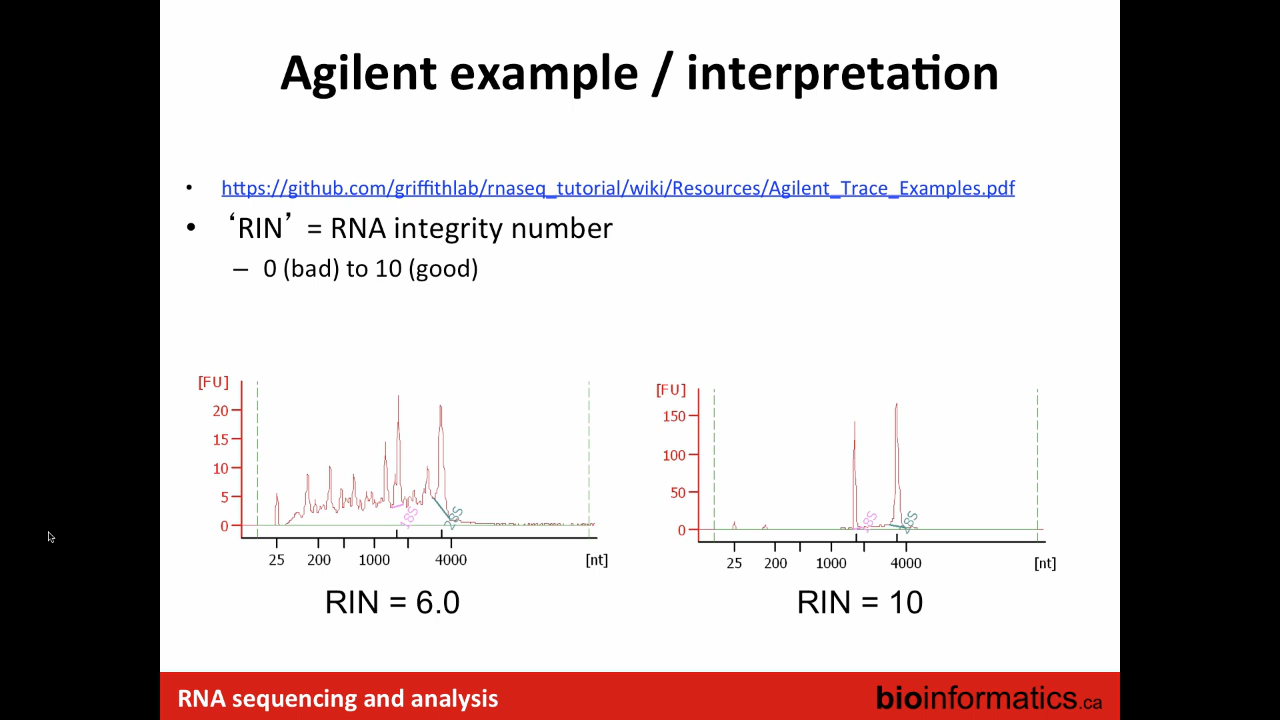 Agilent example / interpretation
• https://github.com/griffithlab/rnaseq_tutorial/wiki/Resources/Agilent_Trace_Examples.pdf
• ‘RIN’ = RNA integrity number
– 0 (bad) to 10 (good)
[FU]
20
15
10
5
0
18S
28S
25 200 1000 4000 [nt]
RIN = 6.0
[FU]
150
100
50
0
18S
28S
25 200 1000 4000 [nt]
RIN = 10
RNA sequencing and analysis
bioinformatics.ca